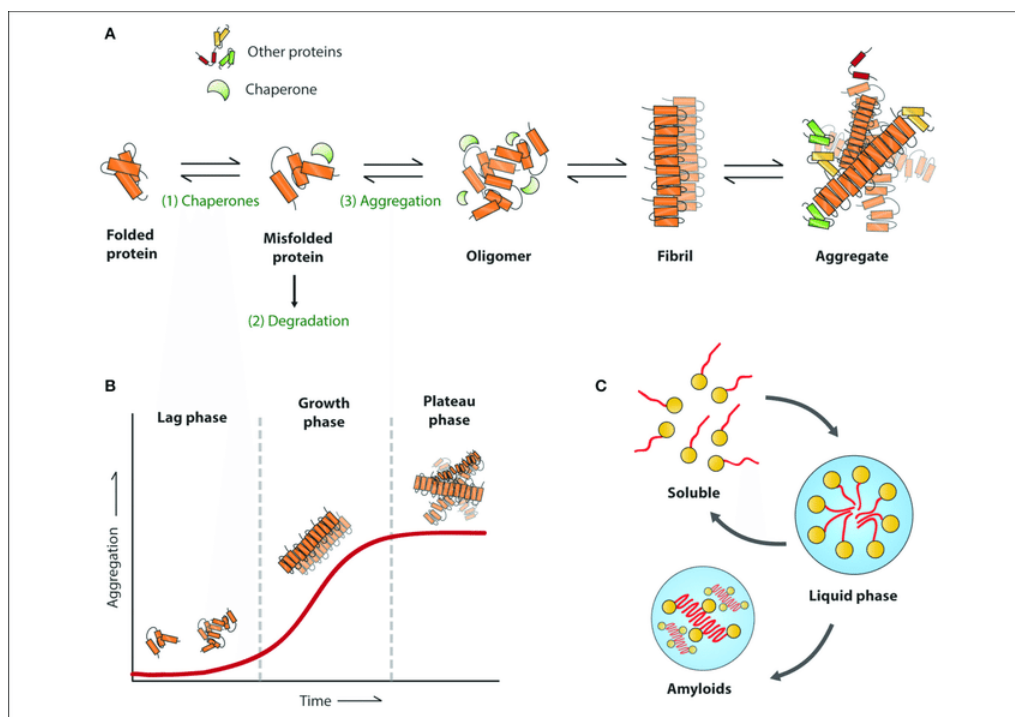 A
Other proteins
Chaperone
(1) Chaperones
(3) Aggregation
Folded
protein
Misfolded
protein
Oligomer
Fibril
Aggregate
(2) Degradation
B
Lag phase
Growth
phase
Plateau
phase
Aggregation
Time
C
Soluble
Liquid phase
Amyloids